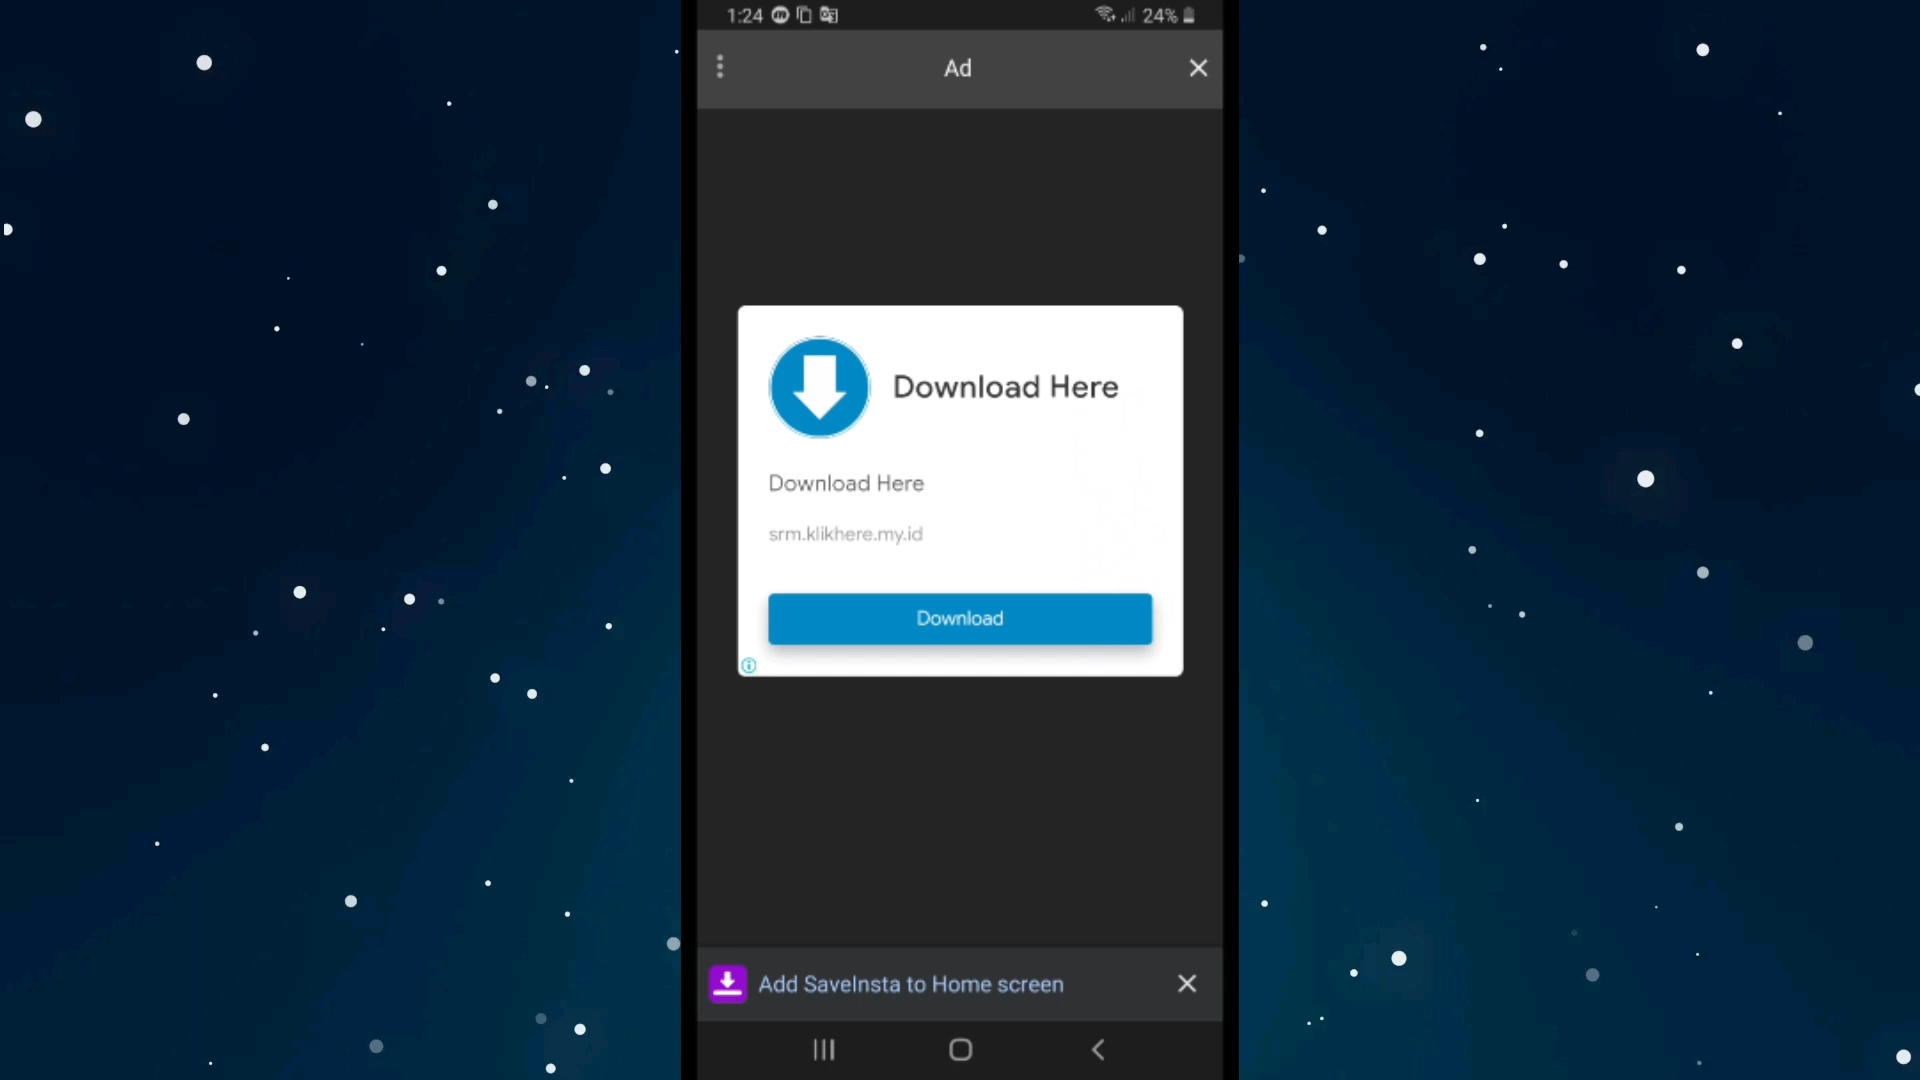 1:24
24%
Ad
Download Here
Download Here
srm.klikhere.my.id
Download
Add SaveInsta to Home screen